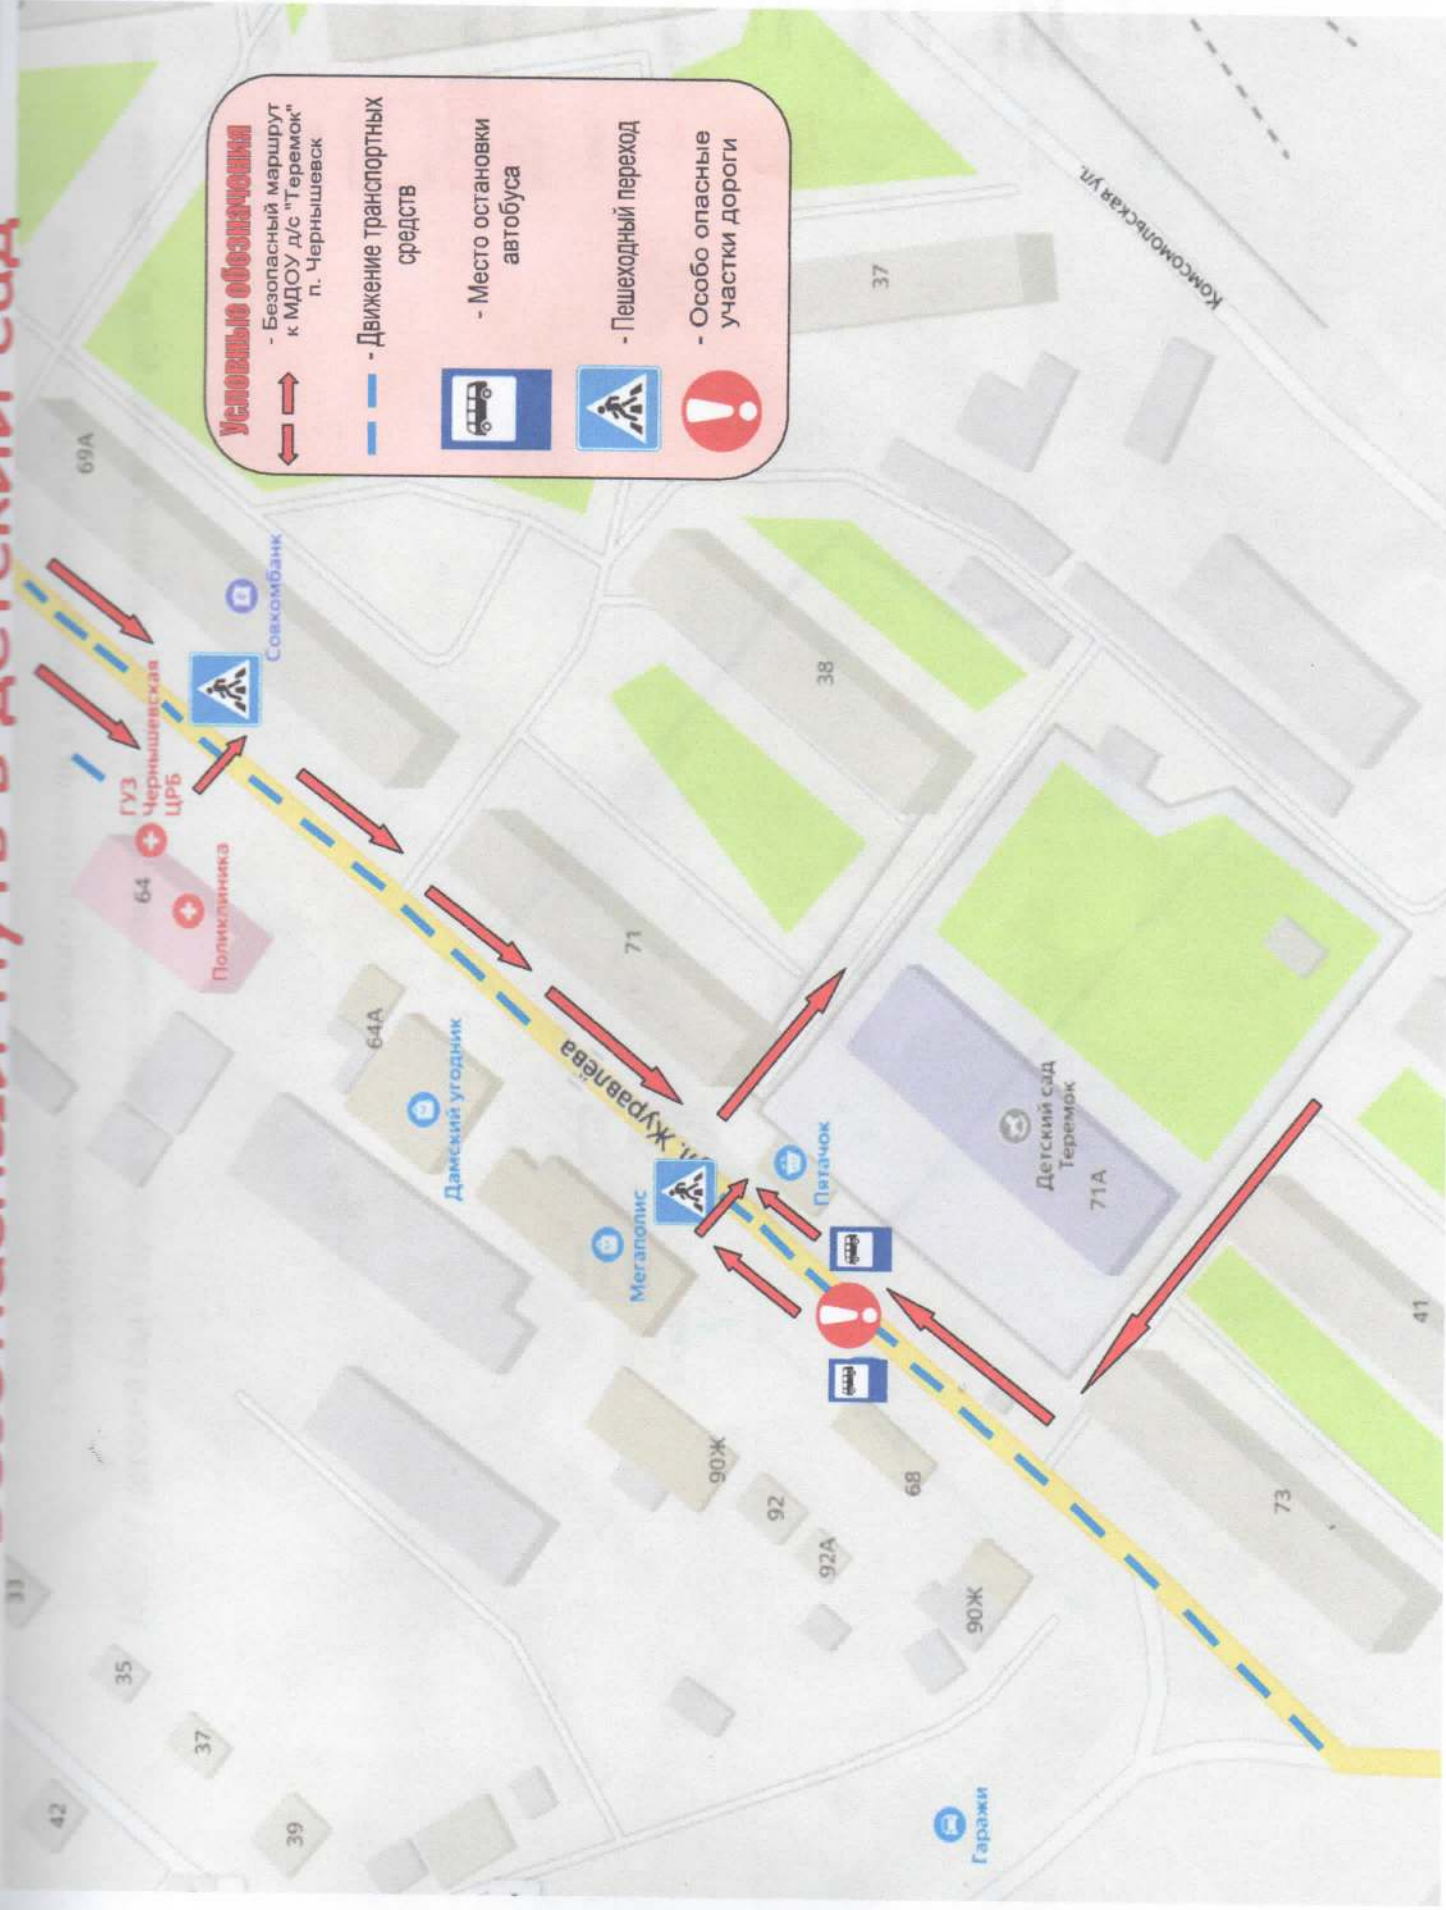 Условные обозначения
- Безопасный маршрут
к МДОУ д/с "Теремок"
п. Чернышевск
- Движение транспортных
средств
- Место остановки
автобуса
- Пешеходный переход
- Особо опасные
участки дороги
69А
Совкомбанк
ГУЗ
Чернышевская
ЦРБ
64
Поликлиника
64А
Дамский угодник
Мегаполис
ул. Журавлёва
71
38
37
Комсомольская ул.
Пятачок
Детский сад
Теремок
71А
41
73
68
90Ж
92
92А
90Ж
33
35
37
39
42
Гаражи